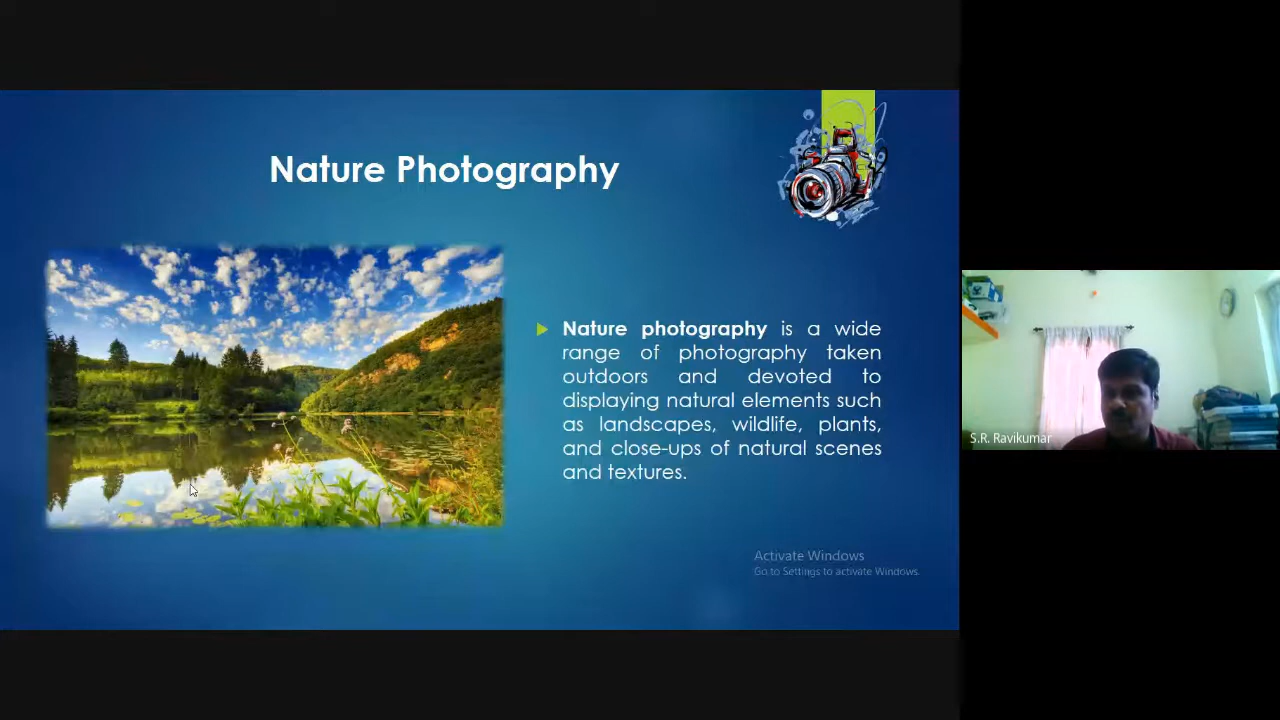 Nature Photography
Nature photography is a wide
range of photography taken
outdoors and devoted to
displaying natural elements such
as landscapes, wildlife, plants,
and close-ups of natural scenes
and textures.
Activate Windows
Go to Settings to activate Windows.
S.R. Ravikumar